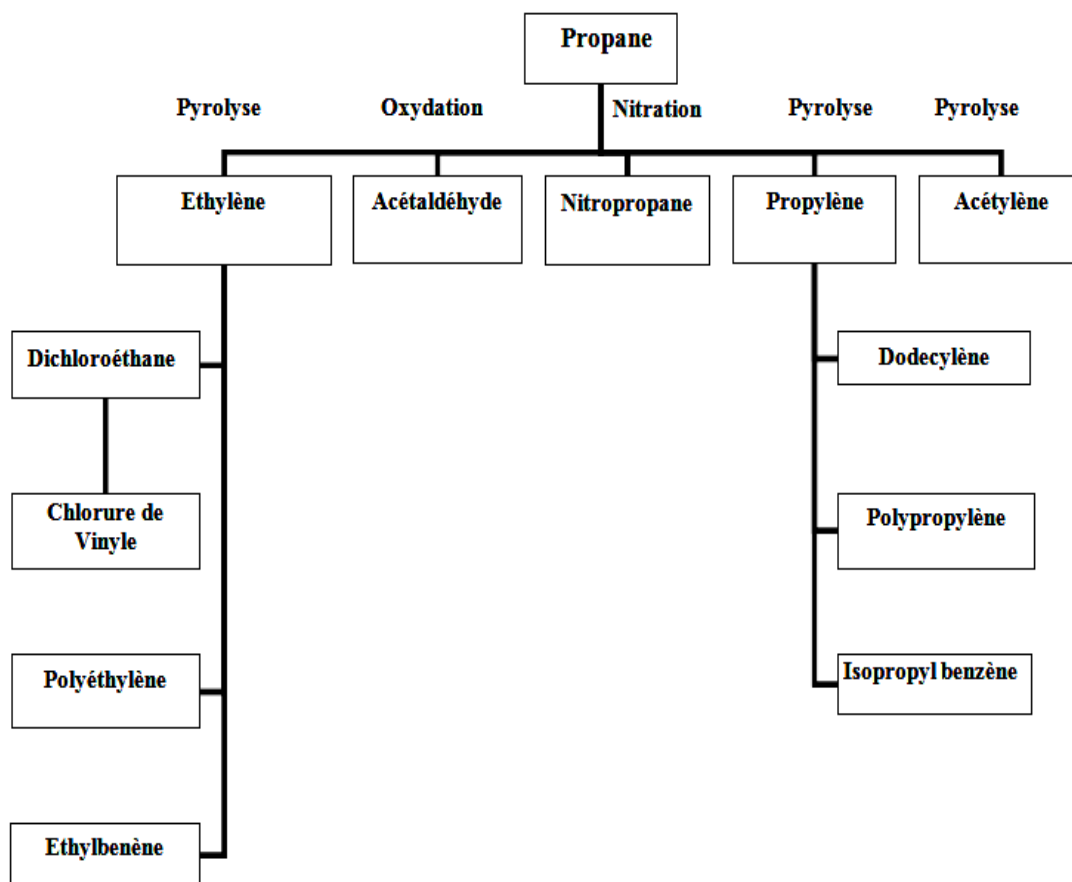 Propane
Pyrolyse
Oxydation
Nitration
Pyrolyse
Pyrolyse
Ethylène
Acétaldéhyde
Nitropropane
Propylène
Acétylène
Dichloroéthane
Dodecylène
Chlorure de
Vinyle
Polypropylène
Polyéthylène
Isopropyl benzène
Ethylbenène